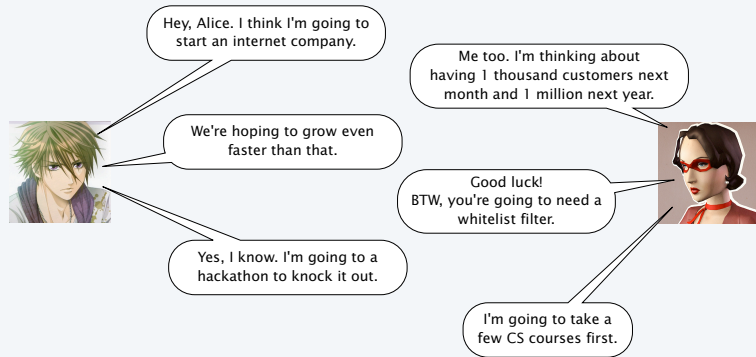 Hey, Alice. I think I'm going to
start an internet company.
Me too. I'm thinking about
having 1 thousand customers next
month and 1 million next year.
We're hoping to grow even
faster than that.
Good luck!
BTW, you're going to need a
whitelist filter.
Yes, I know. I'm going to a
hackathon to knock it out.
I'm going to take a
few CS courses first.